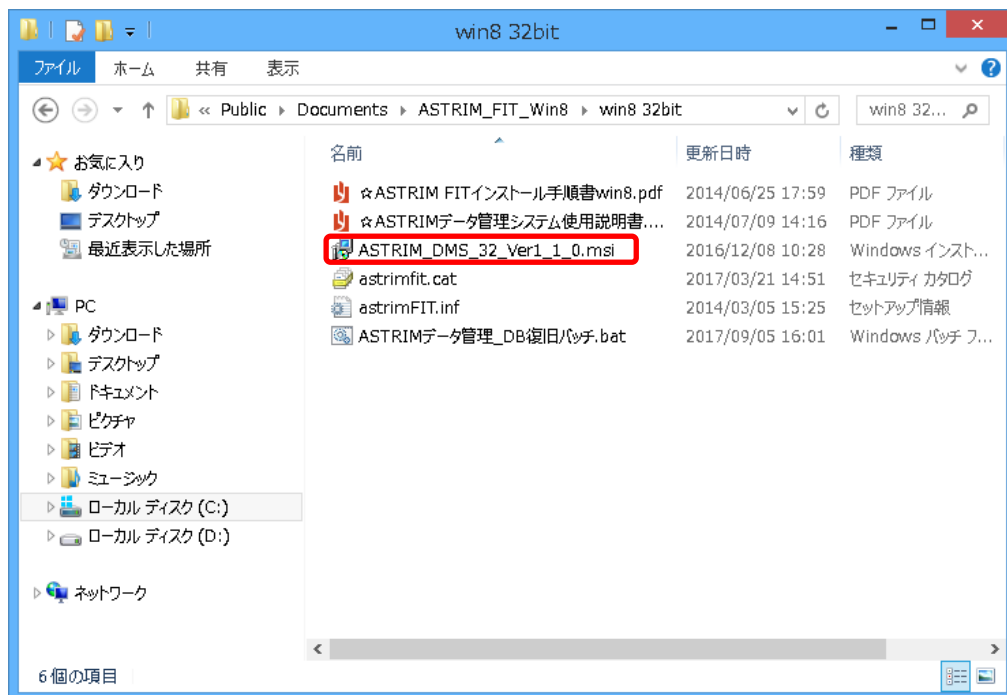 win8 32bit
ファイル ホーム 共有 表示
« Public Documents ASTRIM_FIT_Win8 win8 32bit win8 32...
お気に入り
ダウンロード
デスクトップ
最近表示した場所
PC
ダウンロード
デスクトップ
ドキュメント
ピクチャ
ビデオ
ミュージック
ローカル ディスク (C:)
ローカル ディスク (D:)
ネットワーク
名前 更新日時 種類
☆ASTRIM FITインストール手順書win8.pdf 2014/06/25 17:59 PDF ファイル
☆ASTRIMデータ管理システム使用説明書.... 2014/07/09 14:16 PDF ファイル
ASTRIM_DMS_32_Ver1_1_0.msi 2016/12/08 10:28 Windows インスト...
astrimfit.cat 2017/03/21 14:51 セキュリティ カタログ
astrimFIT.inf 2014/03/05 15:25 セットアップ情報
ASTRIMデータ管理_DB復旧バッチ.bat 2017/09/05 16:01 Windows バッチ フ...
6 個の項目